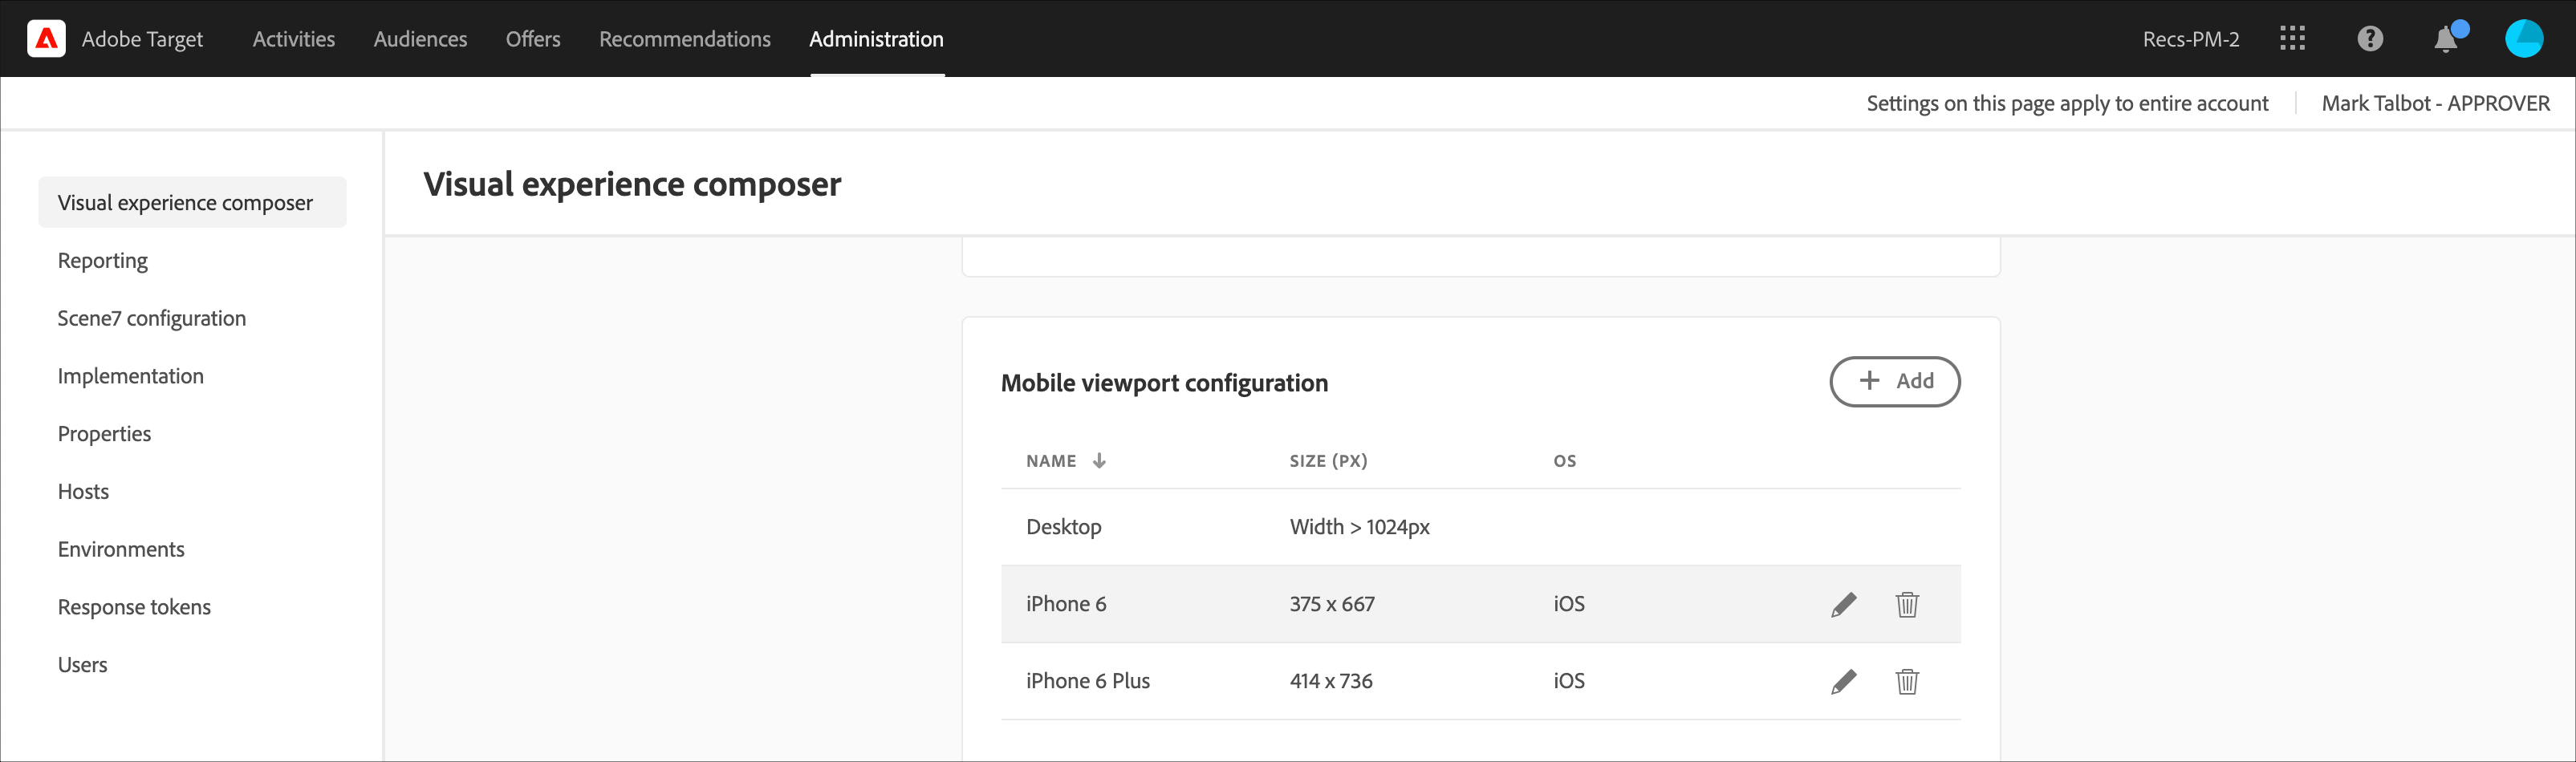 Adobe Target Activities Audiences Offers Recommendations Administration Recs-PM-2
Settings on this page apply to entire account Mark Talbot - APPROVER
Visual experience composer
Reporting
Scene7 configuration
Implementation
Properties
Hosts
Environments
Response tokens
Users
Visual experience composer
Mobile viewport configuration
+ Add
NAME SIZE (PX) OS
Desktop Width > 1024px
iPhone 6 375 x 667 iOS
iPhone 6 Plus 414 x 736 iOS